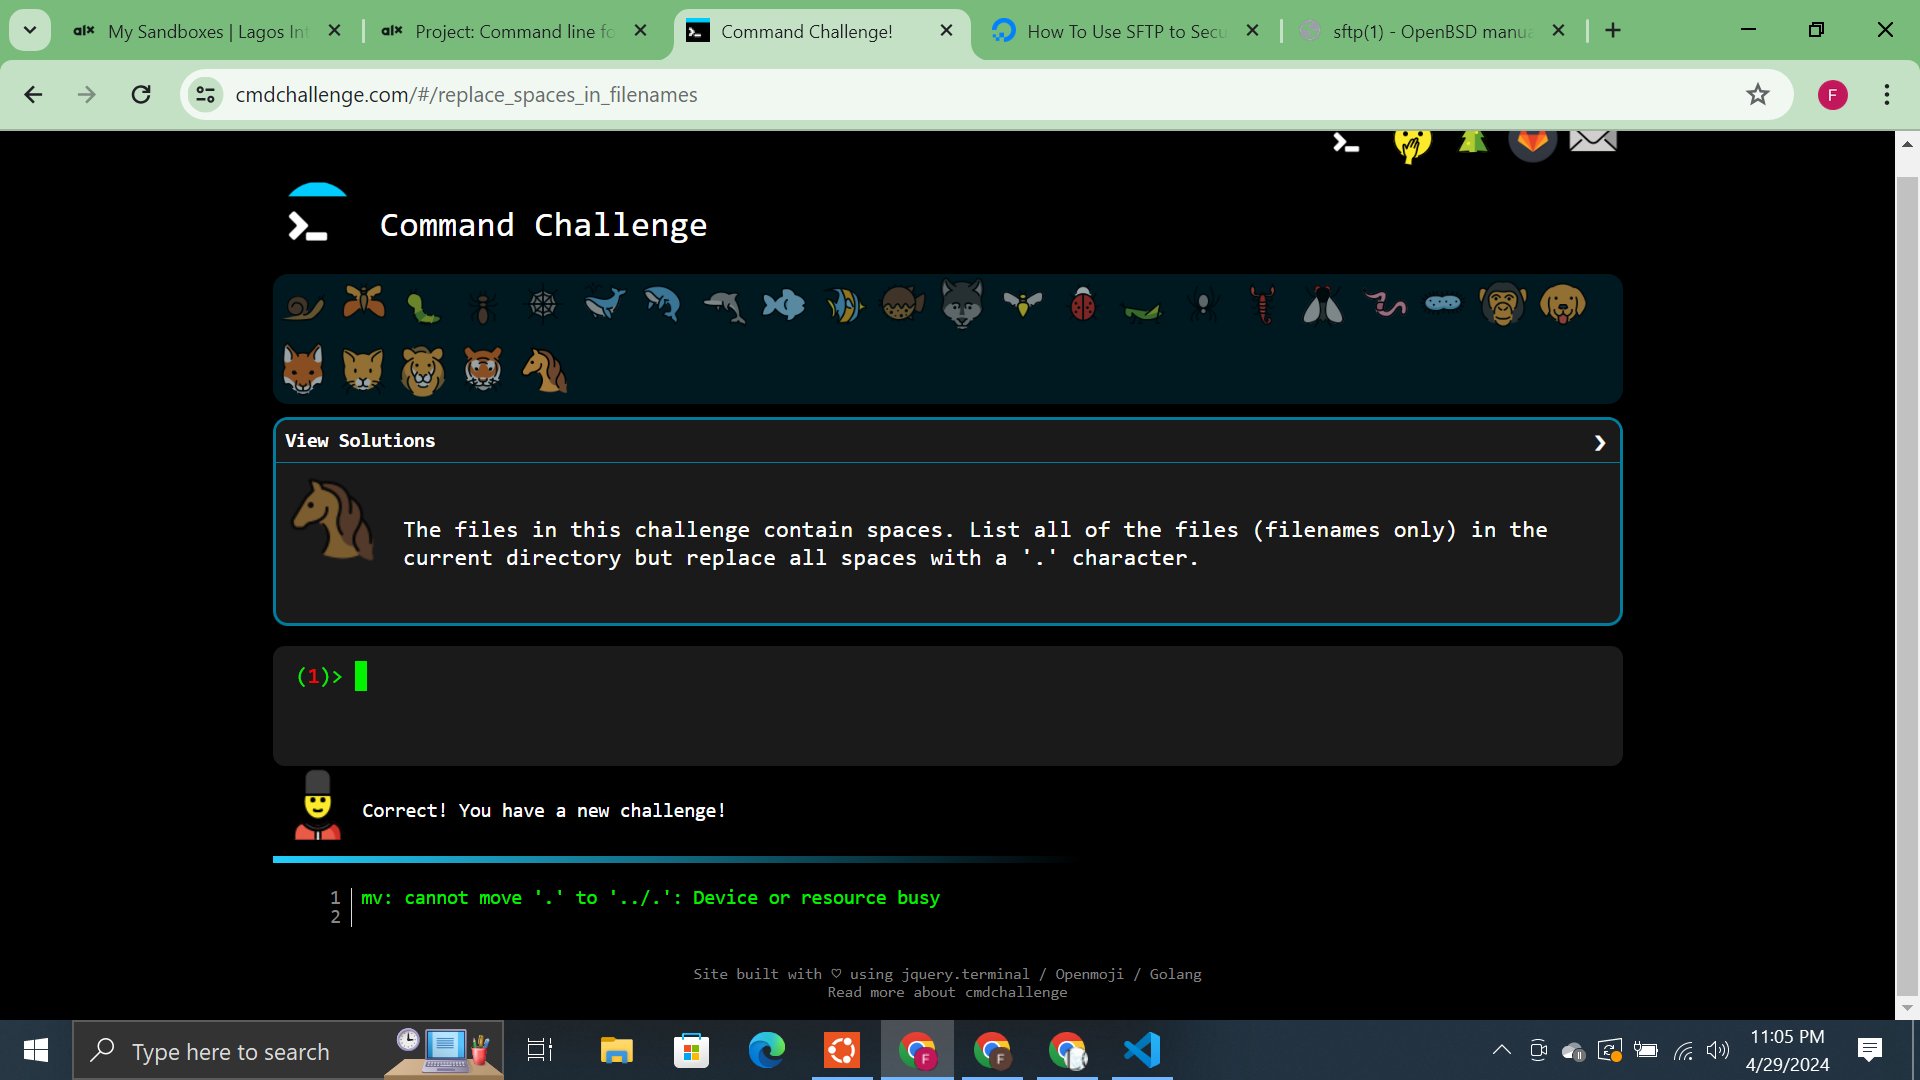 My Sandboxes | Lagos Int
Project: Command line fo
Command Challenge!
How To Use SFTP to Secu
sftp(1) - OpenBSD manua
cmdchallenge.com/#/replace_spaces_in_filenames
F
Command Challenge
View Solutions
The files in this challenge contain spaces. List all of the files (filenames only) in the
current directory but replace all spaces with a '.' character.
(1)>
Correct! You have a new challenge!
1 mv: cannot move '.' to '../.': Device or resource busy
2
Site built with ♡ using jquery.terminal / Openmoji / Golang
Read more about cmdchallenge
Type here to search
F
F
11:05 PM
4/29/2024